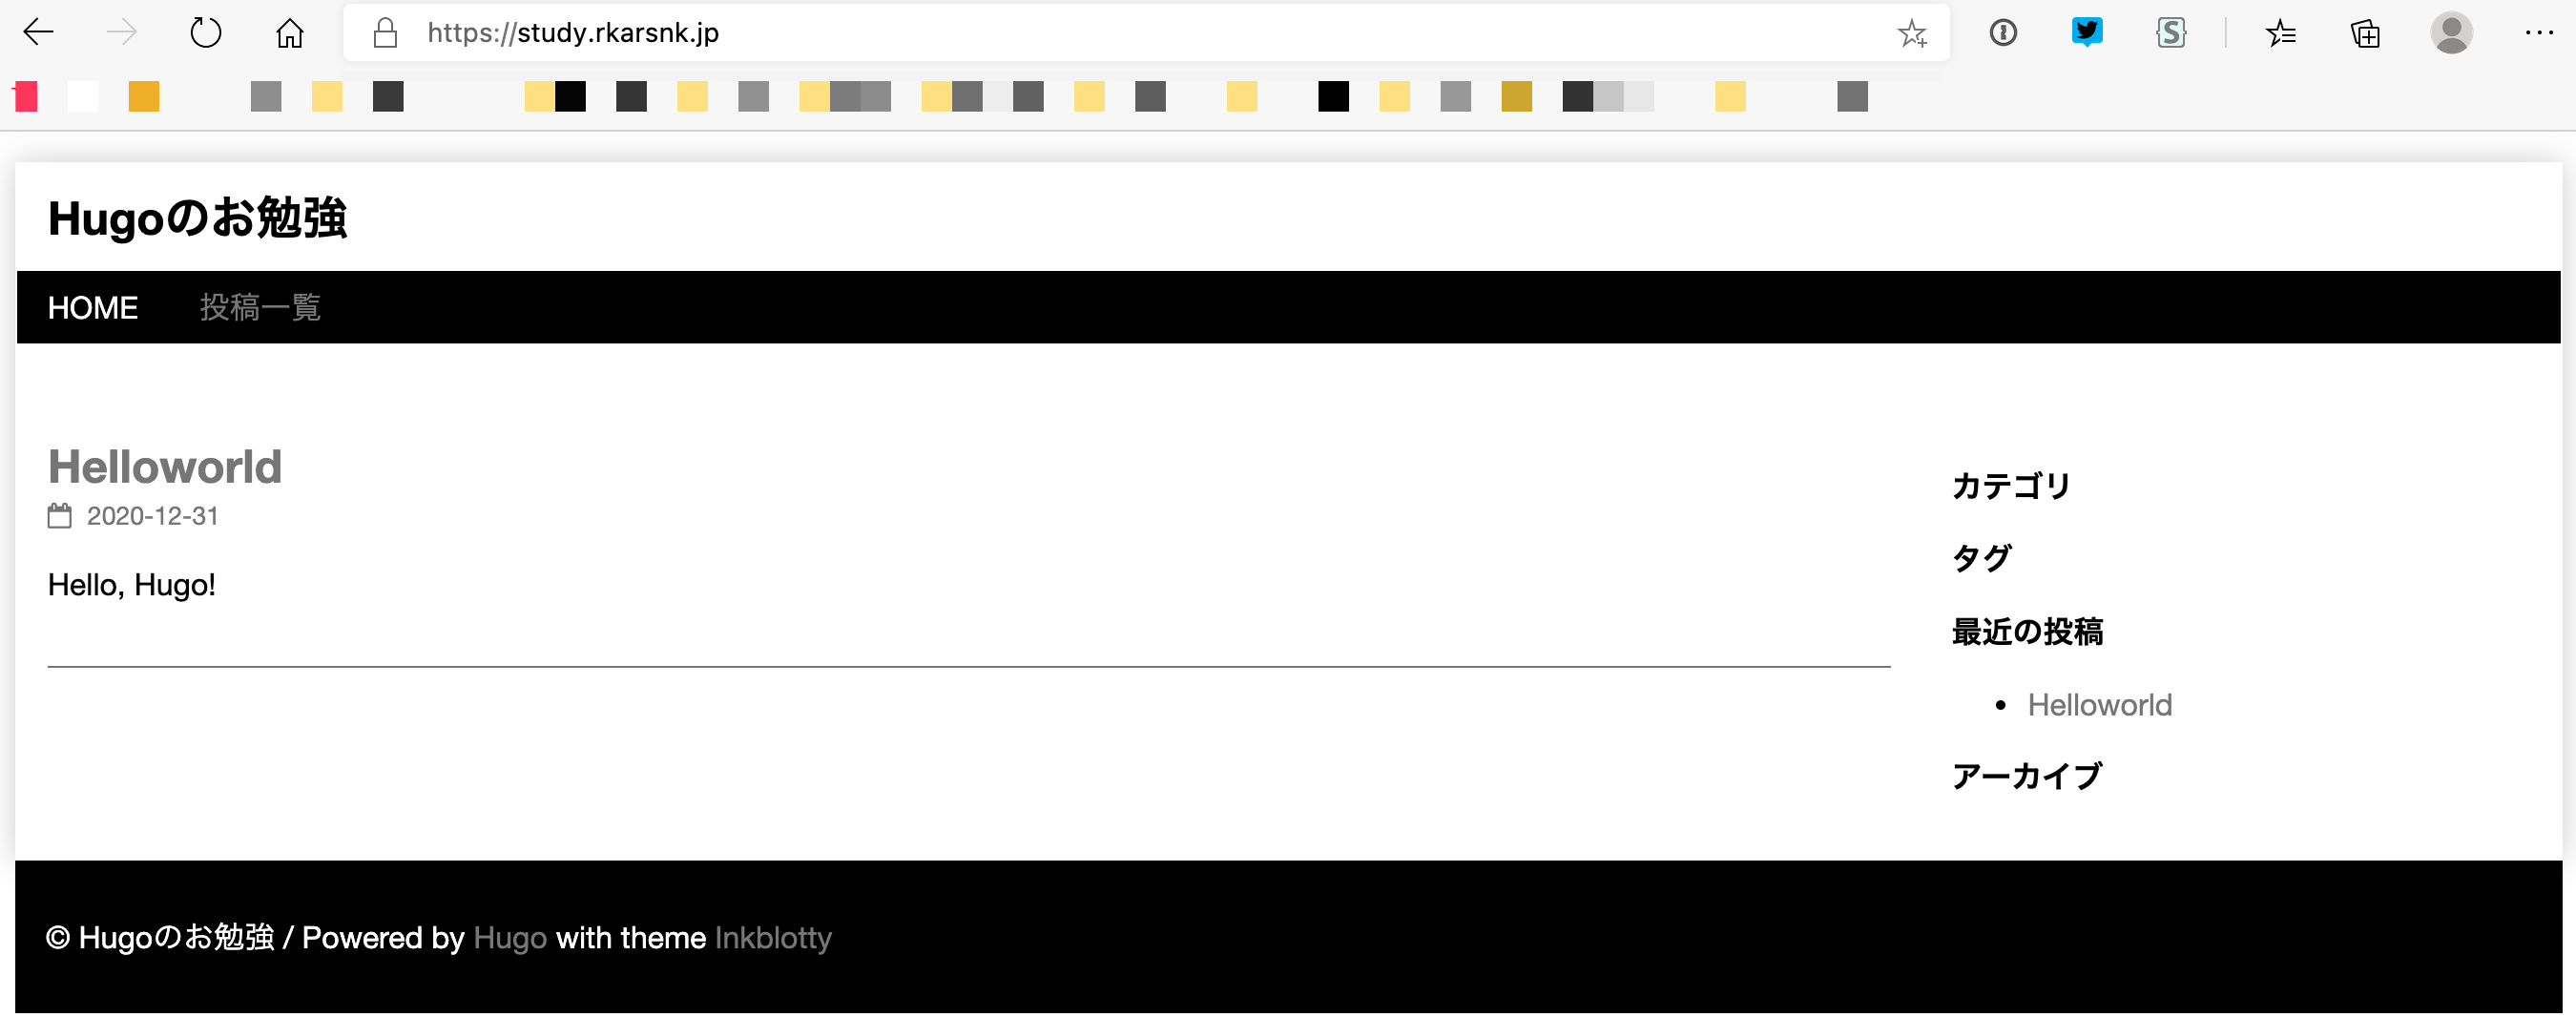 https://study.rkarsnk.jp
Hugoのお勉強
HOME 投稿一覧
Helloworld
2020-12-31
Hello, Hugo!
カテゴリ
タグ
最近の投稿
• Helloworld
アーカイブ
© Hugoのお勉強 / Powered by Hugo with theme Inkblotty